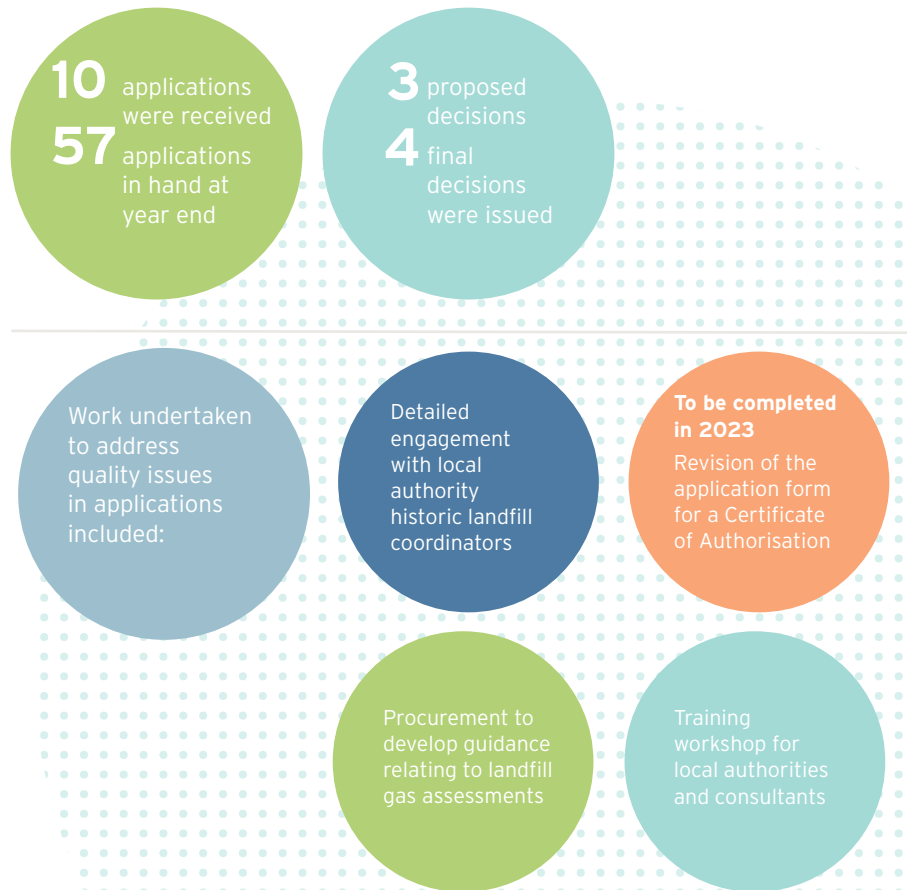 10 applications
were received
57 applications
in hand at
year end
3 proposed
decisions
4 final
decisions
were issued
Work undertaken
to address
quality issues
in applications
included:
Detailed
engagement
with local
authority
historic landfill
coordinators
To be completed
in 2023
Revision of the
application form
for a Certificate
of Authorisation
Procurement to
develop guidance
relating to landfill
gas assessments
Training
workshop for
local authorities
and consultants